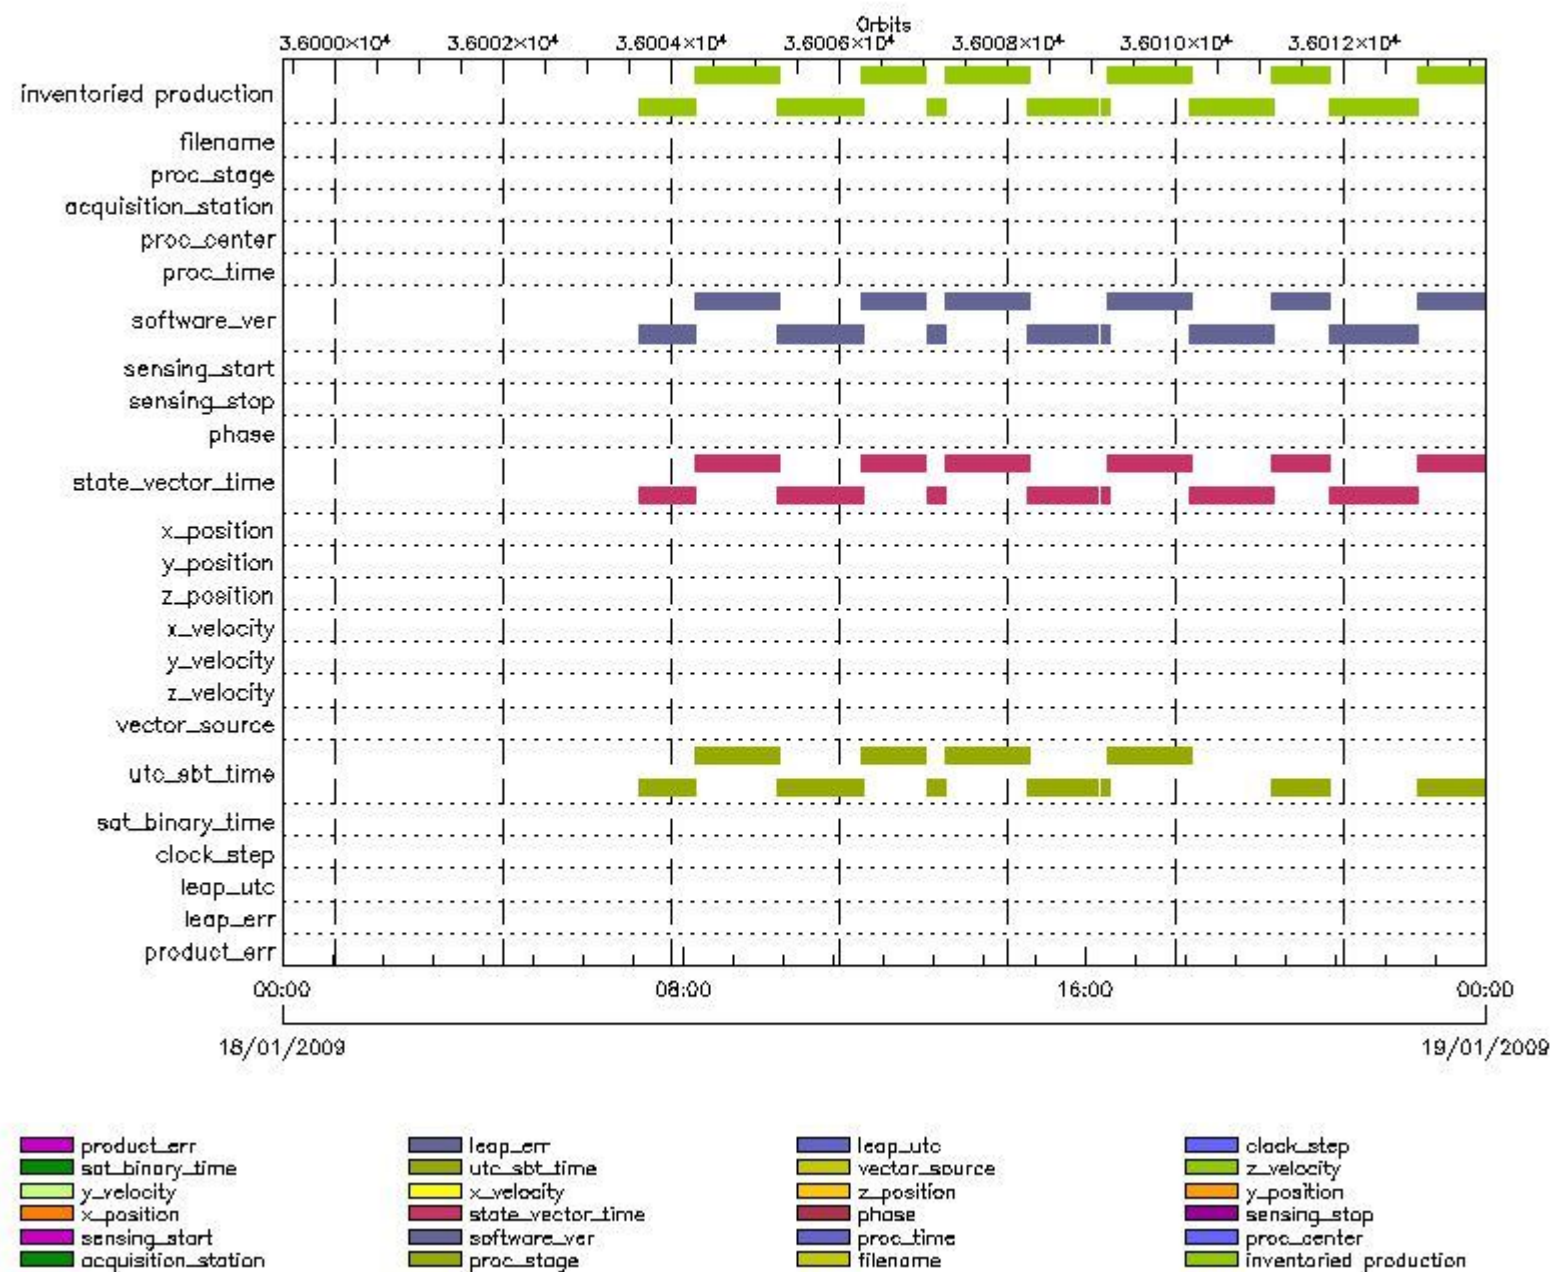 Orbits
3.6000×10⁴ 3.6002×10⁴ 3.6004×10⁴ 3.6006×10⁴ 3.6008×10⁴ 3.6010×10⁴ 3.6012×10⁴
inventoried production
filename
proc_stage
acquisition_station
proc_center
proc_time
software_ver
sensing_start
sensing_stop
phase
state_vector_time
x_position
y_position
z_position
x_velocity
y_velocity
z_velocity
vector_source
utc_sbt_time
sat_binary_time
clock_step
leap_utc
leap_err
product_err
00:00 08:00 16:00 00:00
18/01/2009 19/01/2009
product_err leap_err leap_utc clock_step
sat_binary_time utc_sbt_time vector_source z_velocity
y_velocity x_velocity z_position y_position
x_position state_vector_time phase sensing_stop
sensing_start software_ver proc_time proc_center
acquisition_station proc_stage filename inventoried production